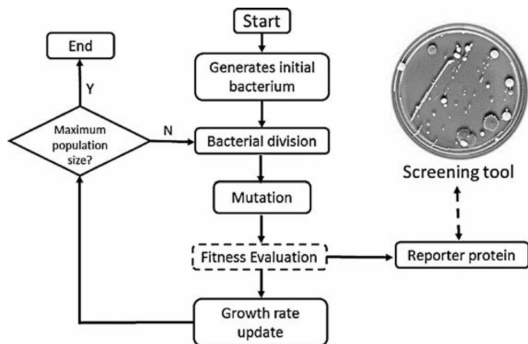 Start
End
Generates initial
bacterium
Y
Maximum
population
size?
N
Bacterial division
Screening tool
Mutation
Fitness Evaluation
Reporter protein
Growth rate
update